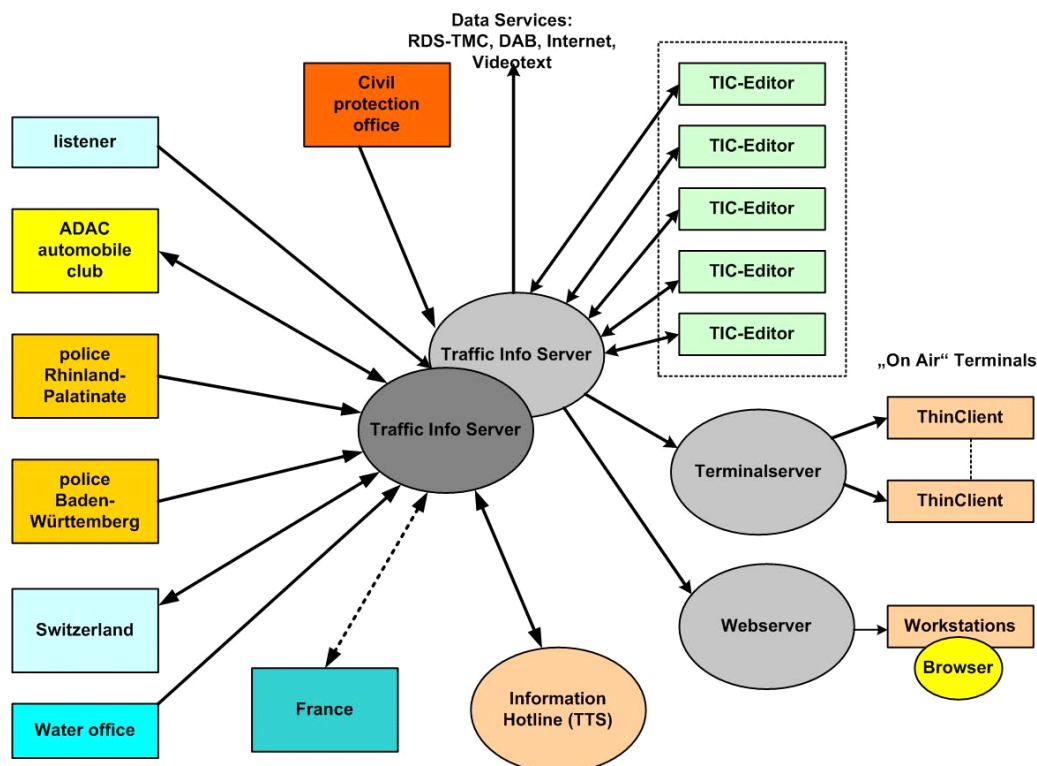 Data Services:
RDS-TMC, DAB, Internet,
Videotext
Civil
protection
office
TIC-Editor
listener
TIC-Editor
ADAC
automobile
club
TIC-Editor
TIC-Editor
TIC-Editor
police
Rhinland-
Palatinate
Traffic Info Server
„On Air“ Terminals
ThinClient
Traffic Info Server
Terminalserver
police
Baden-
Württemberg
ThinClient
Switzerland
Webserver
Workstations
Browser
France
Information
Hotline (TTS)
Water office